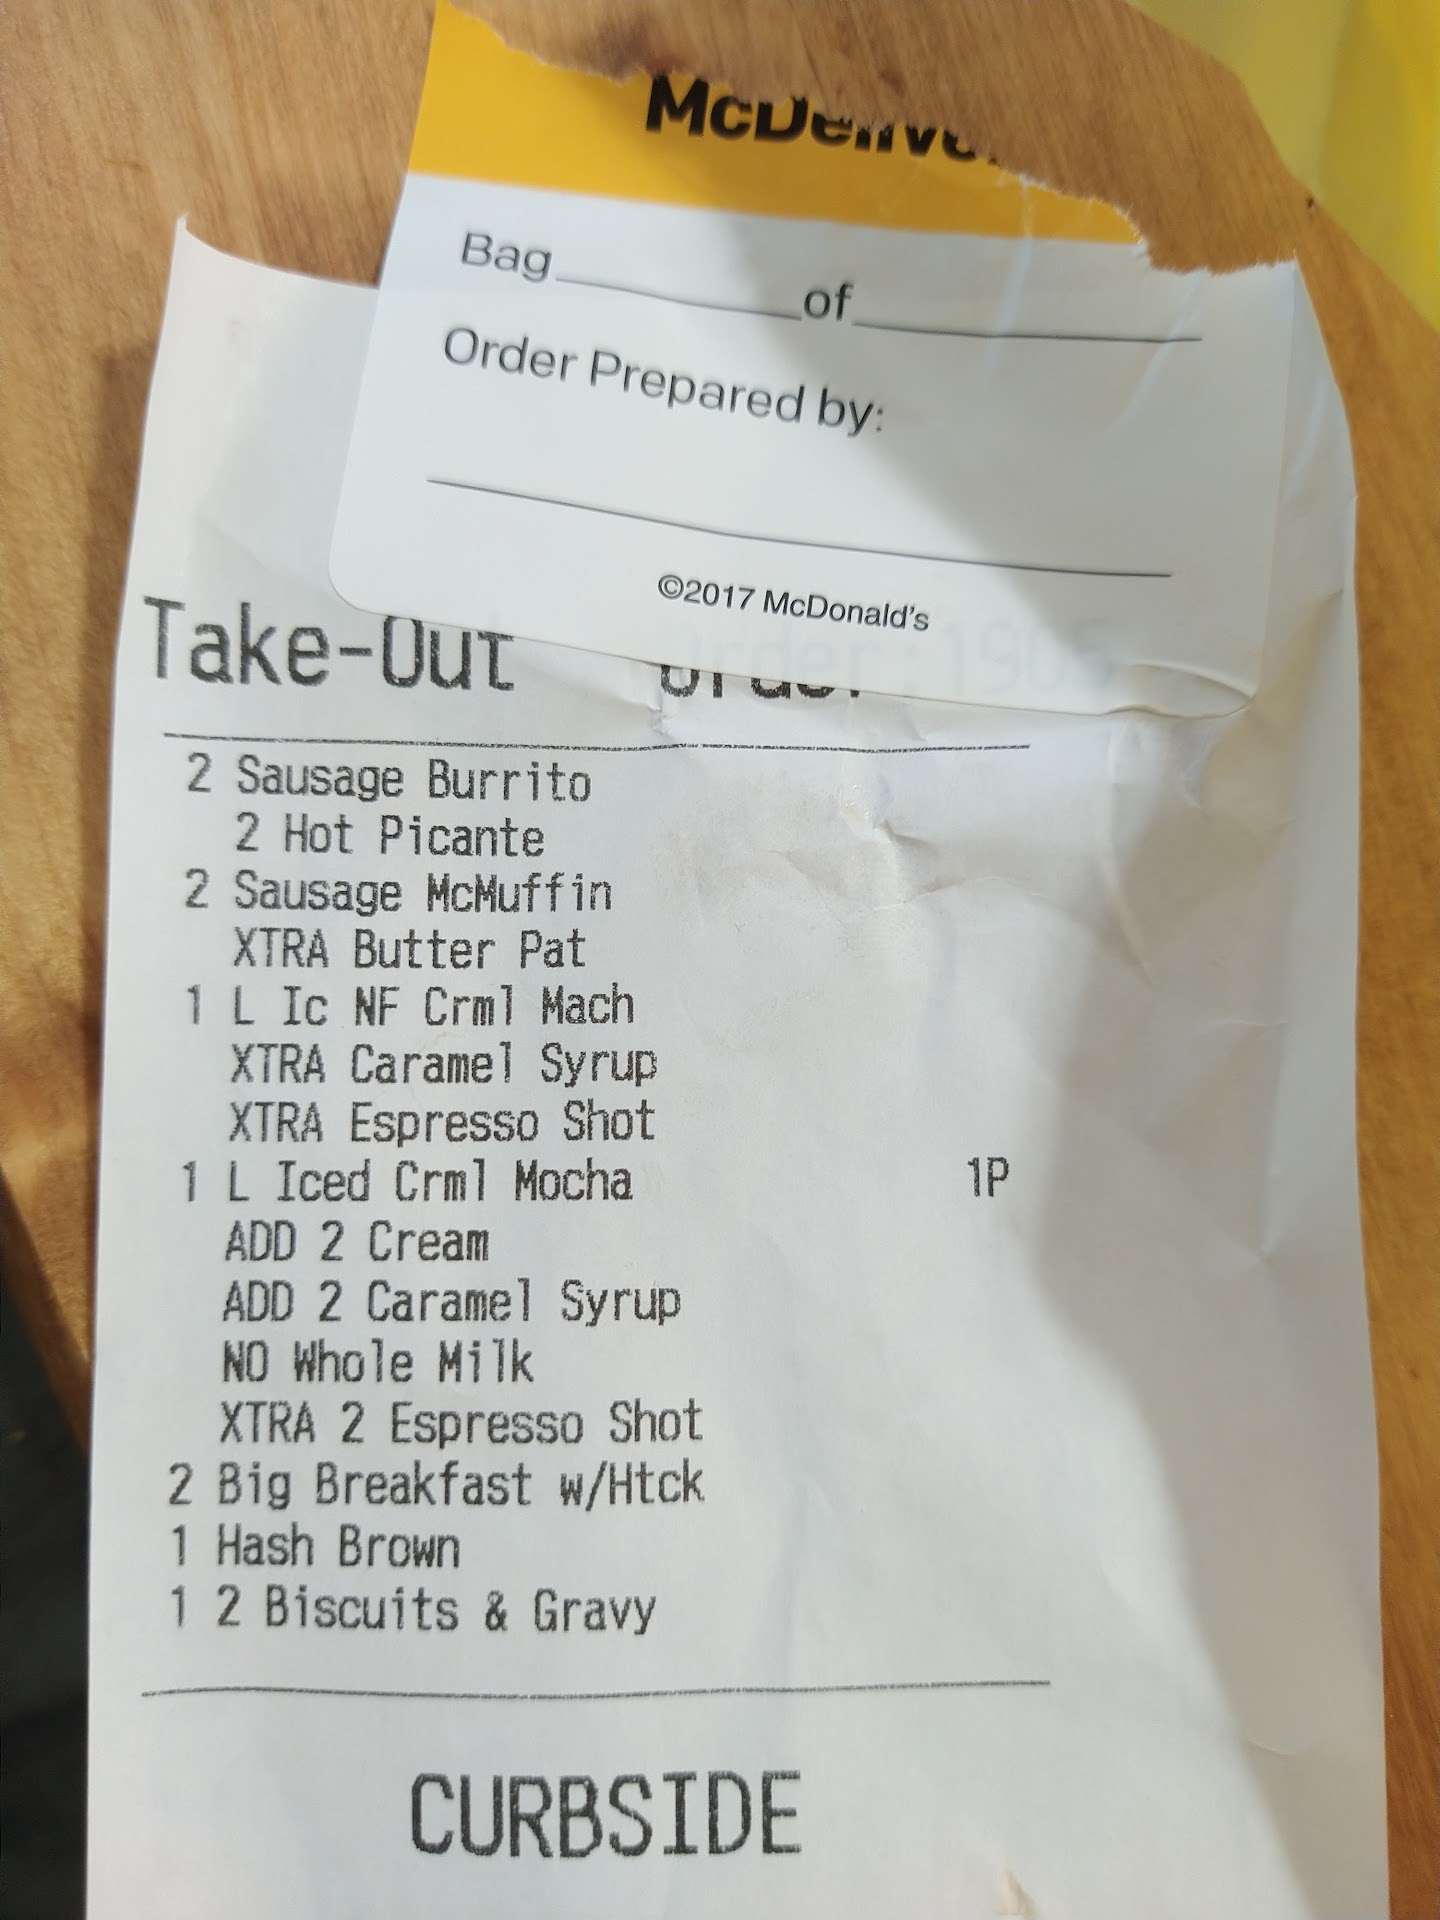 Bag of
Order Prepared by:
©2017 McDonald's
Take-Out Order:
2 Sausage Burrito
2 Hot Picante
2 Sausage McMuffin
XTRA Butter Pat
1 L Ic NF Crml Mach
XTRA Caramel Syrup
XTRA Espresso Shot
1 L Iced Crml Mocha 1P
ADD 2 Cream
ADD 2 Caramel Syrup
NO Whole Milk
XTRA 2 Espresso Shot
2 Big Breakfast w/Htck
1 Hash Brown
1 2 Biscuits & Gravy
CURBSIDE